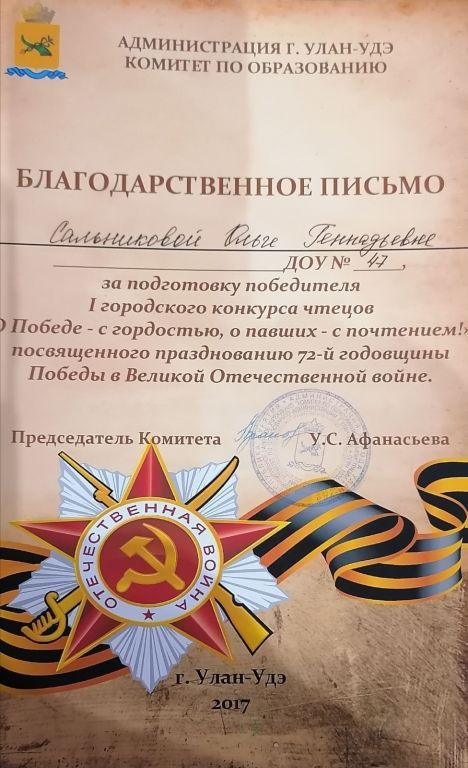 АДМИНИСТРАЦИЯ Г. УЛАН-УДЭ
КОМИТЕТ ПО ОБРАЗОВАНИЮ
БЛАГОДАРСТВЕННОЕ ПИСЬМО
Сальниковой Ольге Геннадьевне
ДОУ № 47,
за подготовку победителя
I городского конкурса чтецов
О Победе - с гордостью, о павших - с почтением!»
посвященного празднованию 72-й годовщины
Победы в Великой Отечественной войне.
Председатель Комитета У.С. Афанасьева
ОТЕЧЕСТВЕННАЯ ВОЙНА
г. Улан-Удэ
2017